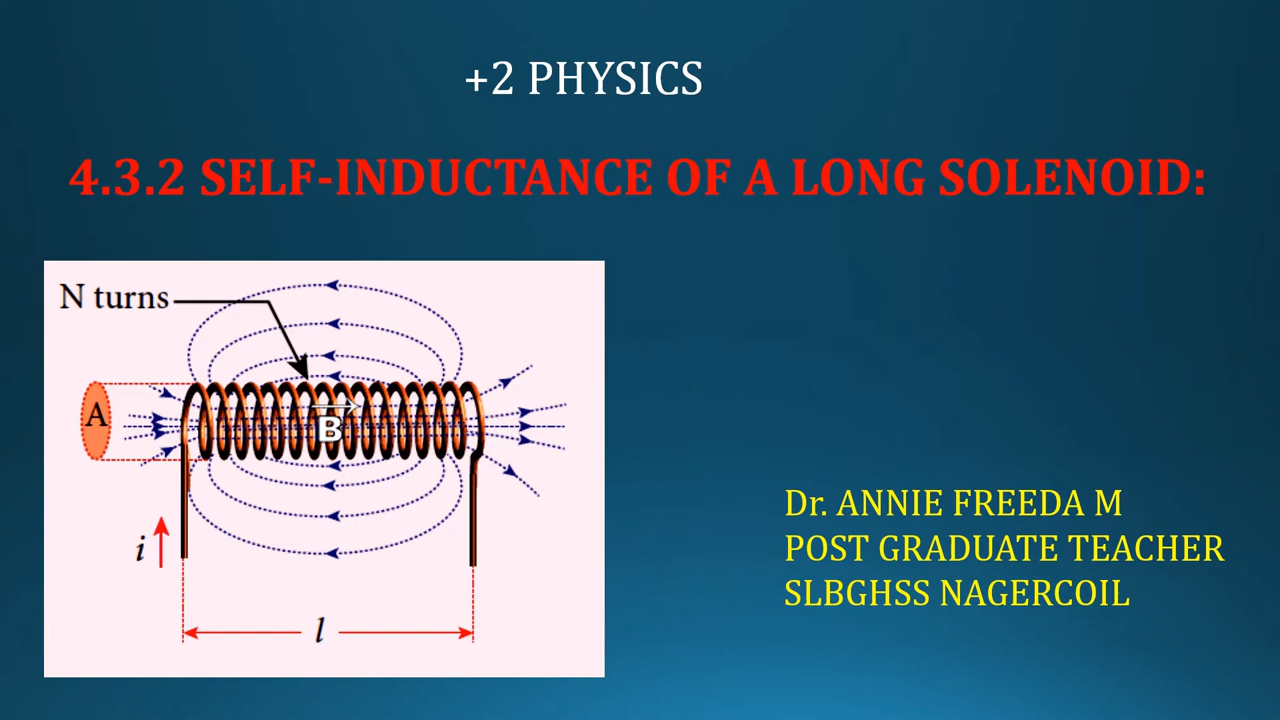 +2 PHYSICS
4.3.2 SELF-INDUCTANCE OF A LONG SOLENOID:
N turns
A
B
i
l
Dr. ANNIE FREEDA M
POST GRADUATE TEACHER
SLBGHSS NAGERCOIL